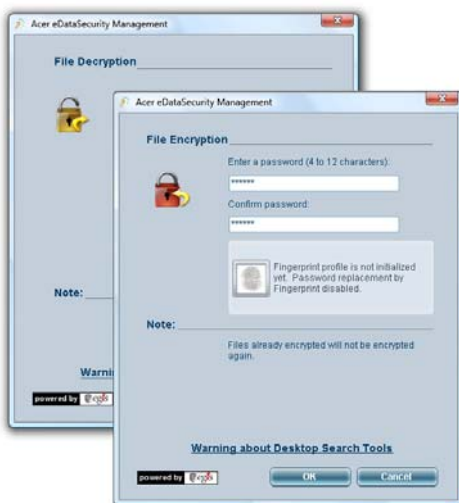 Acer eDataSecurity Management
File Decryption
Note:
Warni
powered by egis
Acer eDataSecurity Management
File Encryption
Enter a password (4 to 12 characters):
******
Confirm password:
******
Fingerprint profile is not initialized
yet. Password replacement by
Fingerprint disabled.
Note:
Files already encrypted will not be encrypted
again.
Warning about Desktop Search Tools
powered by egis
OK
Cancel